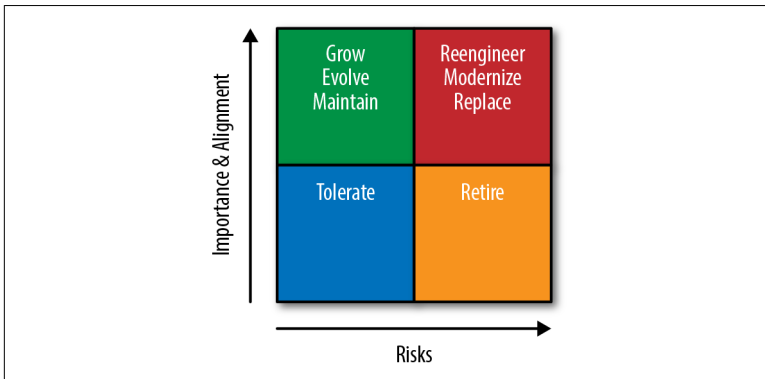 Importance & Alignment
Grow
Evolve
Maintain
Reengineer
Modernize
Replace
Tolerate
Retire
Risks